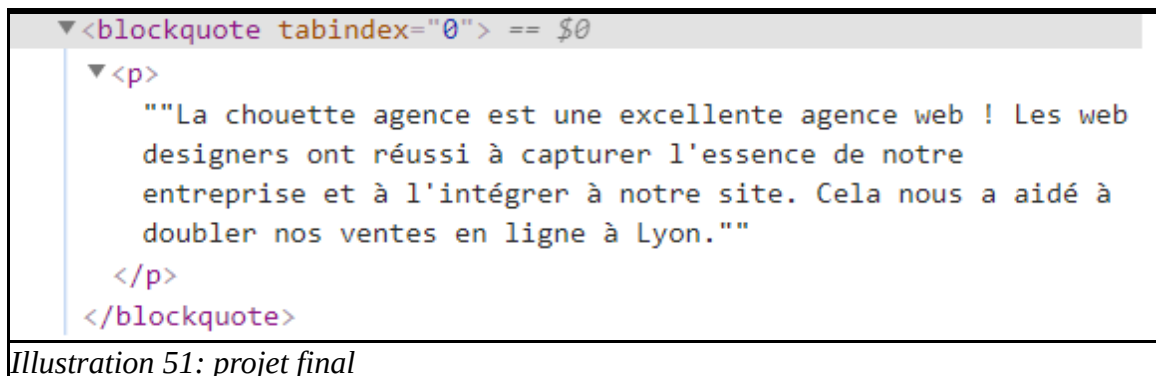 ▼<blockquote tabindex="0"> == $0
▼<p>
""La chouette agence est une excellente agence web ! Les web
designers ont réussi à capturer l'essence de notre
entreprise et à l'intégrer à notre site. Cela nous a aidé à
doubler nos ventes en ligne à Lyon.""
</p>
</blockquote>
Illustration 51: projet final